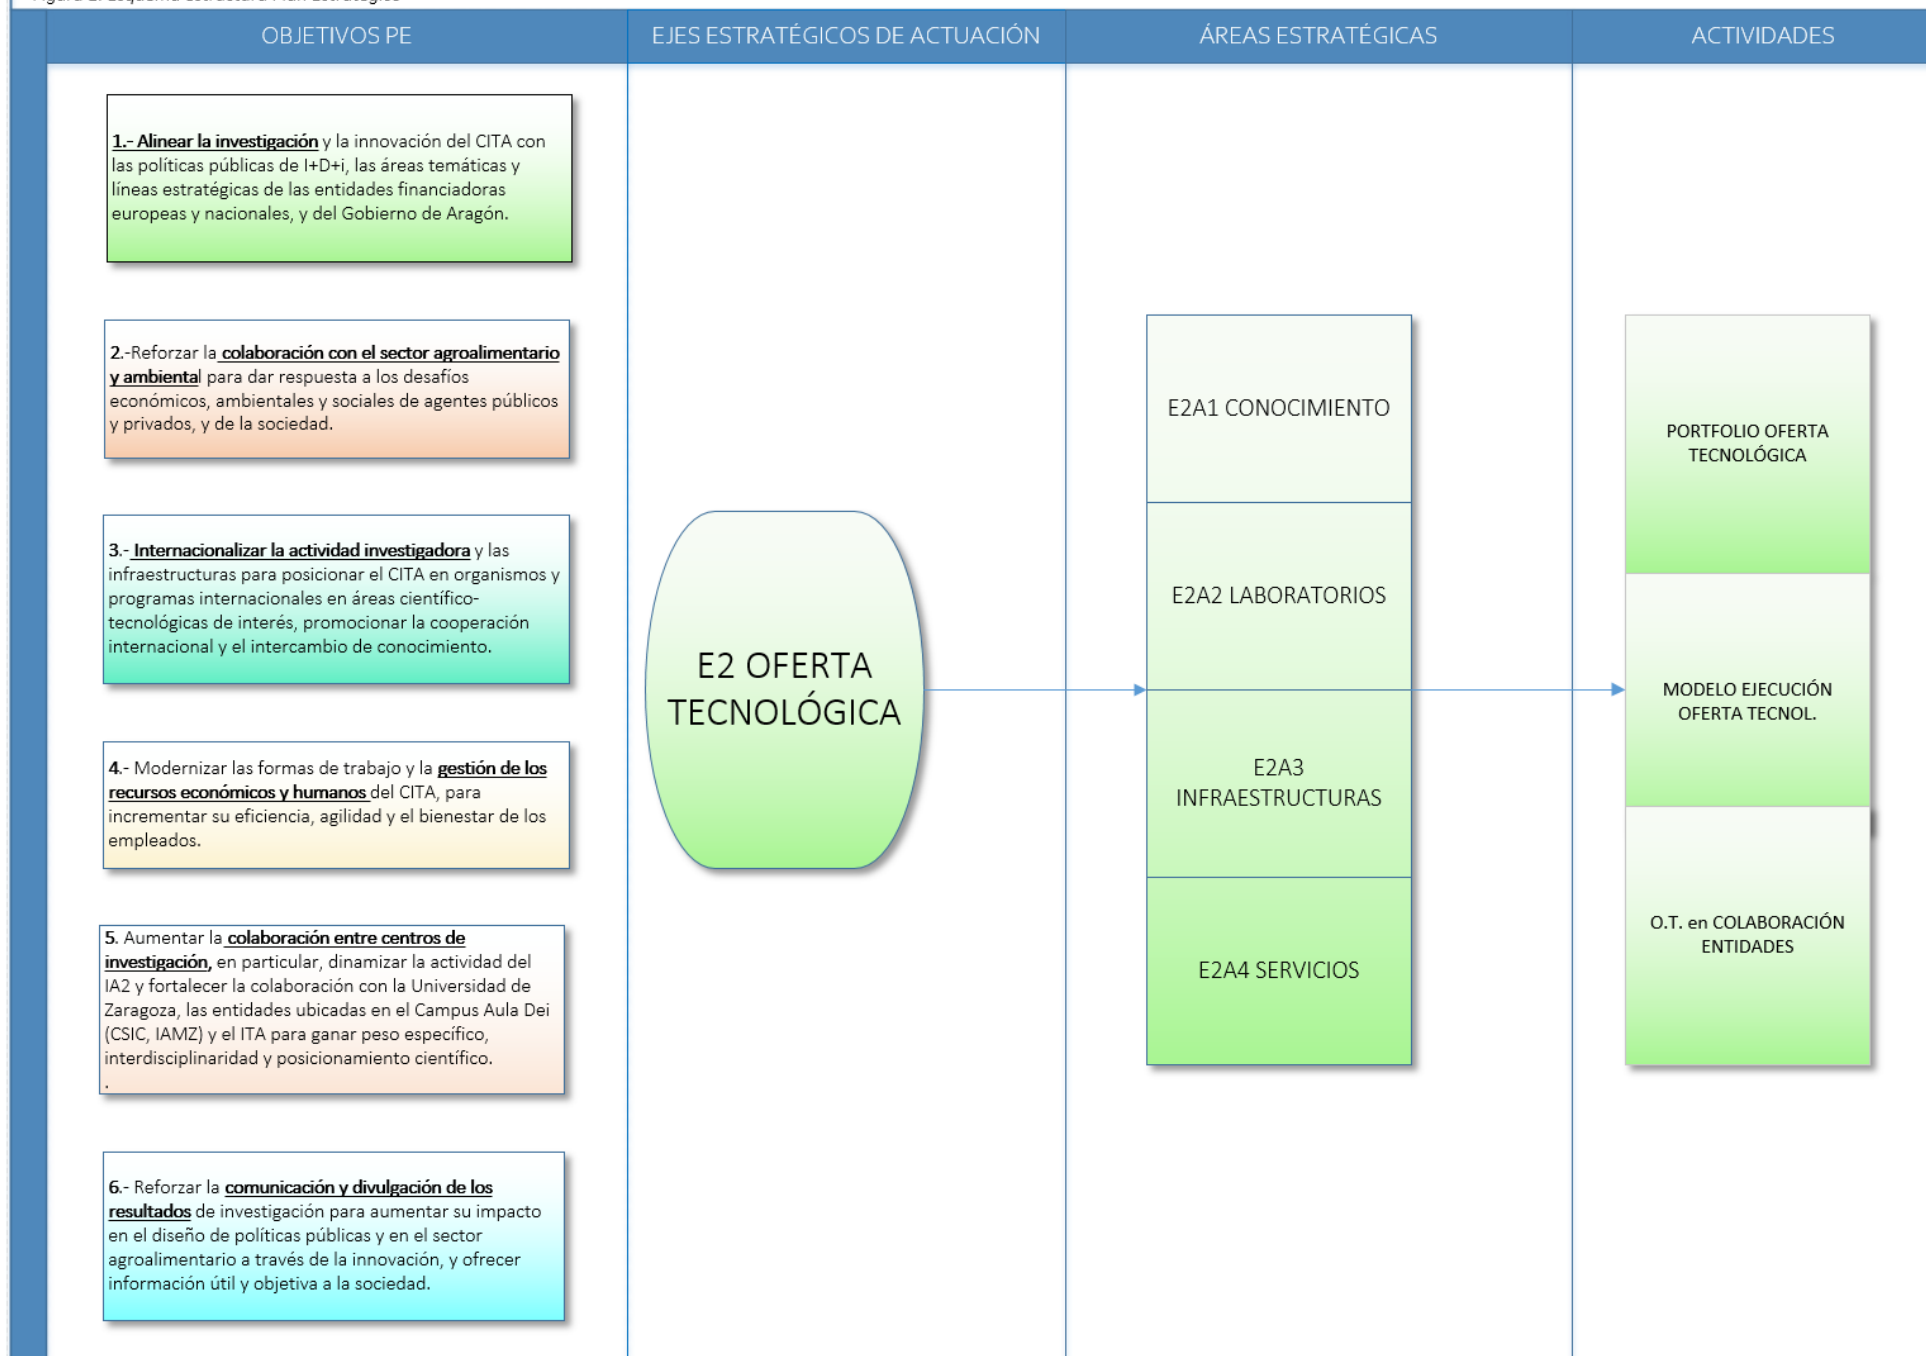 OBJETIVOS PE
EJES ESTRATÉGICOS DE ACTUACIÓN
ÁREAS ESTRATÉGICAS
ACTIVIDADES
1.- Alinear la investigación y la innovación del CITA con
las políticas públicas de I+D+i, las áreas temáticas y
líneas estratégicas de las entidades financiadoras
europeas y nacionales, y del Gobierno de Aragón.
2.-Reforzar la colaboración con el sector agroalimentario
y ambiental para dar respuesta a los desafíos
económicos, ambientales y sociales de agentes públicos
y privados, y de la sociedad.
3.- Internacionalizar la actividad investigadora y las
infraestructuras para posicionar el CITA en organismos y
programas internacionales en áreas científico-
tecnológicas de interés, promocionar la cooperación
internacional y el intercambio de conocimiento.
4.- Modernizar las formas de trabajo y la gestión de los
recursos económicos y humanos del CITA, para
incrementar su eficiencia, agilidad y el bienestar de los
empleados.
5. Aumentar la colaboración entre centros de
investigación, en particular, dinamizar la actividad del
IA2 y fortalecer la colaboración con la Universidad de
Zaragoza, las entidades ubicadas en el Campus Aula Dei
(CSIC, IAMZ) y el ITA para ganar peso específico,
interdisciplinaridad y posicionamiento científico.
.
6.- Reforzar la comunicación y divulgación de los
resultados de investigación para aumentar su impacto
en el diseño de políticas públicas y en el sector
agroalimentario a través de la innovación, y ofrecer
información útil y objetiva a la sociedad.
E2 OFERTA
TECNOLÓGICA
E2A1 CONOCIMIENTO
E2A2 LABORATORIOS
E2A3
INFRAESTRUCTURAS
E2A4 SERVICIOS
PORTFOLIO OFERTA
TECNOLÓGICA
MODELO EJECUCIÓN
OFERTA TECNOL.
O.T. en COLABORACIÓN
ENTIDADES